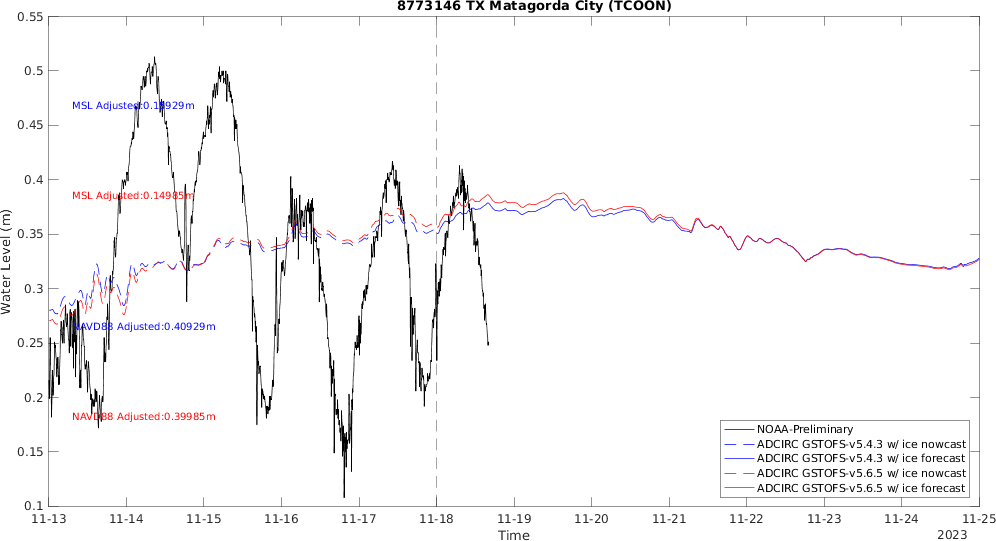 8773146 TX Matagorda City (TCOON)
0.55
0.5
0.45
0.4
0.35
0.3
0.25
0.2
0.15
0.1
Water Level (m)
MSL Adjusted:0.15929m
MSL Adjusted:0.14985m
NAVD88 Adjusted:0.40929m
NAVD88 Adjusted:0.39985m
NOAA-Preliminary
ADCIRC GSTOFS-v5.4.3 w/ ice nowcast
ADCIRC GSTOFS-v5.4.3 w/ ice forecast
ADCIRC GSTOFS-v5.6.5 w/ ice nowcast
ADCIRC GSTOFS-v5.6.5 w/ ice forecast
11-13 11-14 11-15 11-16 11-17 11-18 11-19 11-20 11-21 11-22 11-23 11-24 11-25
Time
2023